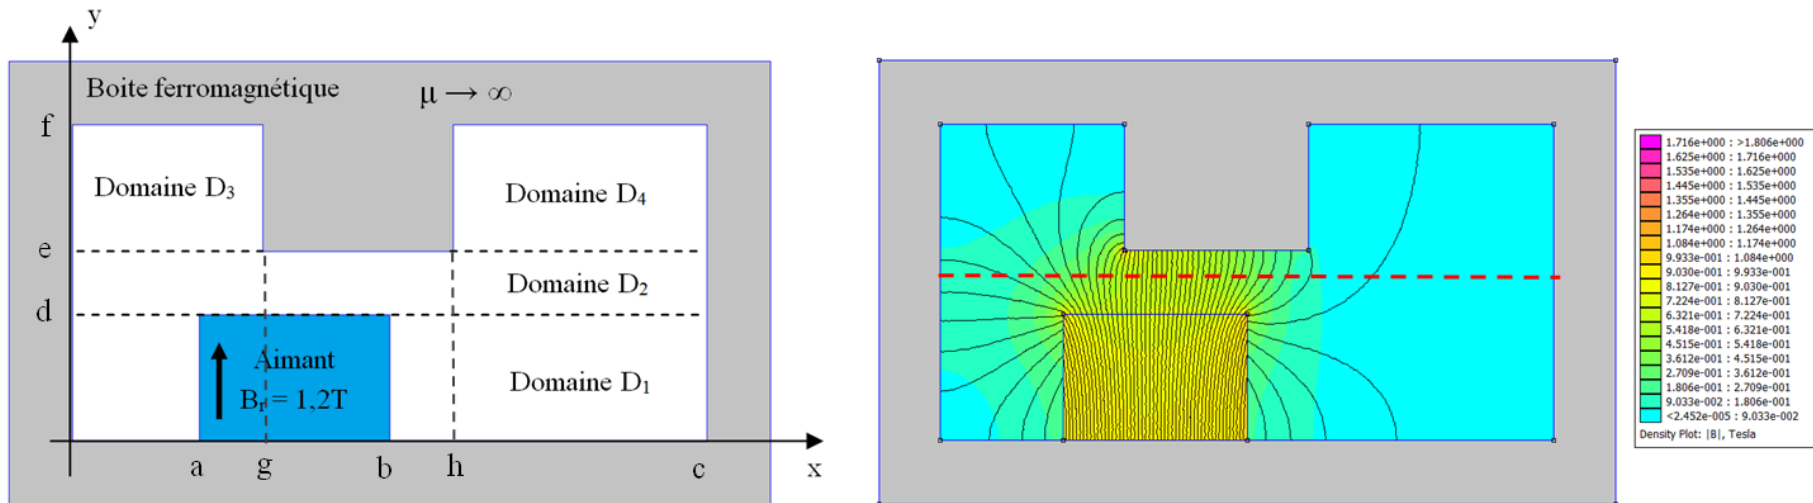 y
Boite ferromagnétique
μ → ∞
f
Domaine D₃
Domaine D₄
e
Domaine D₂
d
Aimant
Bᵣ = 1,2T
Domaine D₁
a
g
b
h
c
x
1.716e+000 : >1.806e+000
1.625e+000 : 1.716e+000
1.535e+000 : 1.625e+000
1.445e+000 : 1.535e+000
1.355e+000 : 1.445e+000
1.264e+000 : 1.355e+000
1.174e+000 : 1.264e+000
1.084e+000 : 1.174e+000
9.933e-001 : 1.084e+000
9.030e-001 : 9.933e-001
8.127e-001 : 9.030e-001
7.224e-001 : 8.127e-001
6.321e-001 : 7.224e-001
5.418e-001 : 6.321e-001
4.515e-001 : 5.418e-001
3.612e-001 : 4.515e-001
2.709e-001 : 3.612e-001
1.806e-001 : 2.709e-001
9.033e-002 : 1.806e-001
<2.452e-005 : 9.033e-002
Density Plot: |B|, Tesla